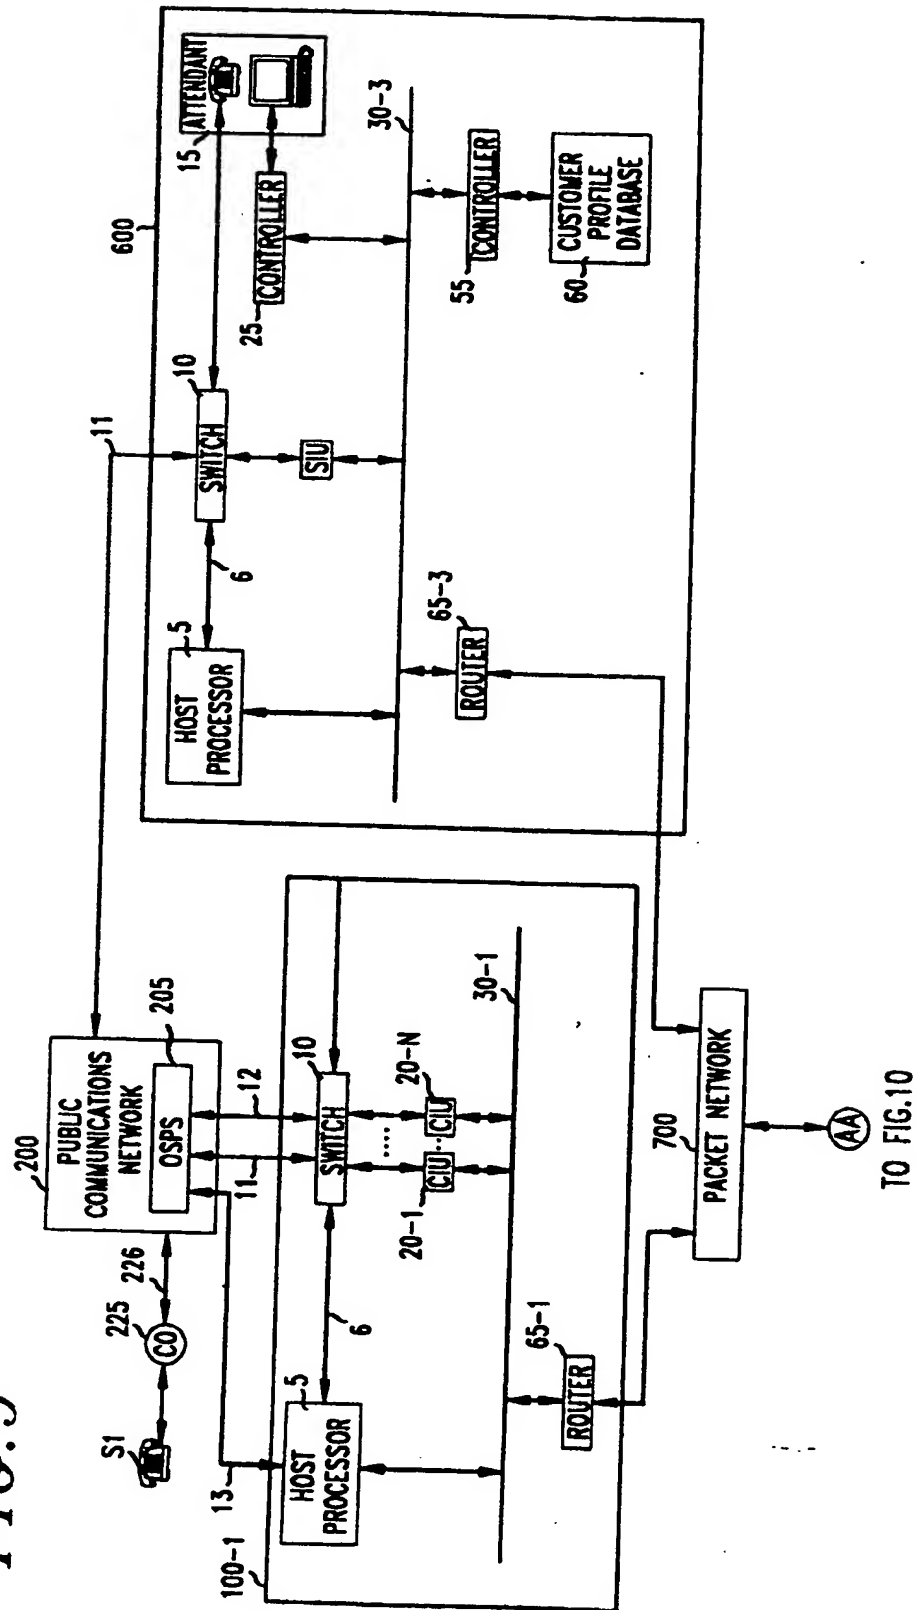 FIG. 9
S1
225
CO
226
200
PUBLIC
COMMUNICATIONS
NETWORK
OSPS
205
11
13
11
12
100-1
HOST
PROCESSOR
5
6
SWITCH
10
20-1
CIU
...
CIU
20-N
....
30-1
65-1
ROUTER
600
HOST
PROCESSOR
5
6
SWITCH
10
15
ATTENDANT
25
CONTROLLER
SIU
30-3
65-3
ROUTER
55
CONTROLLER
60
CUSTOMER
PROFILE
DATABASE
700
PACKET NETWORK
AA
TO FIG.10